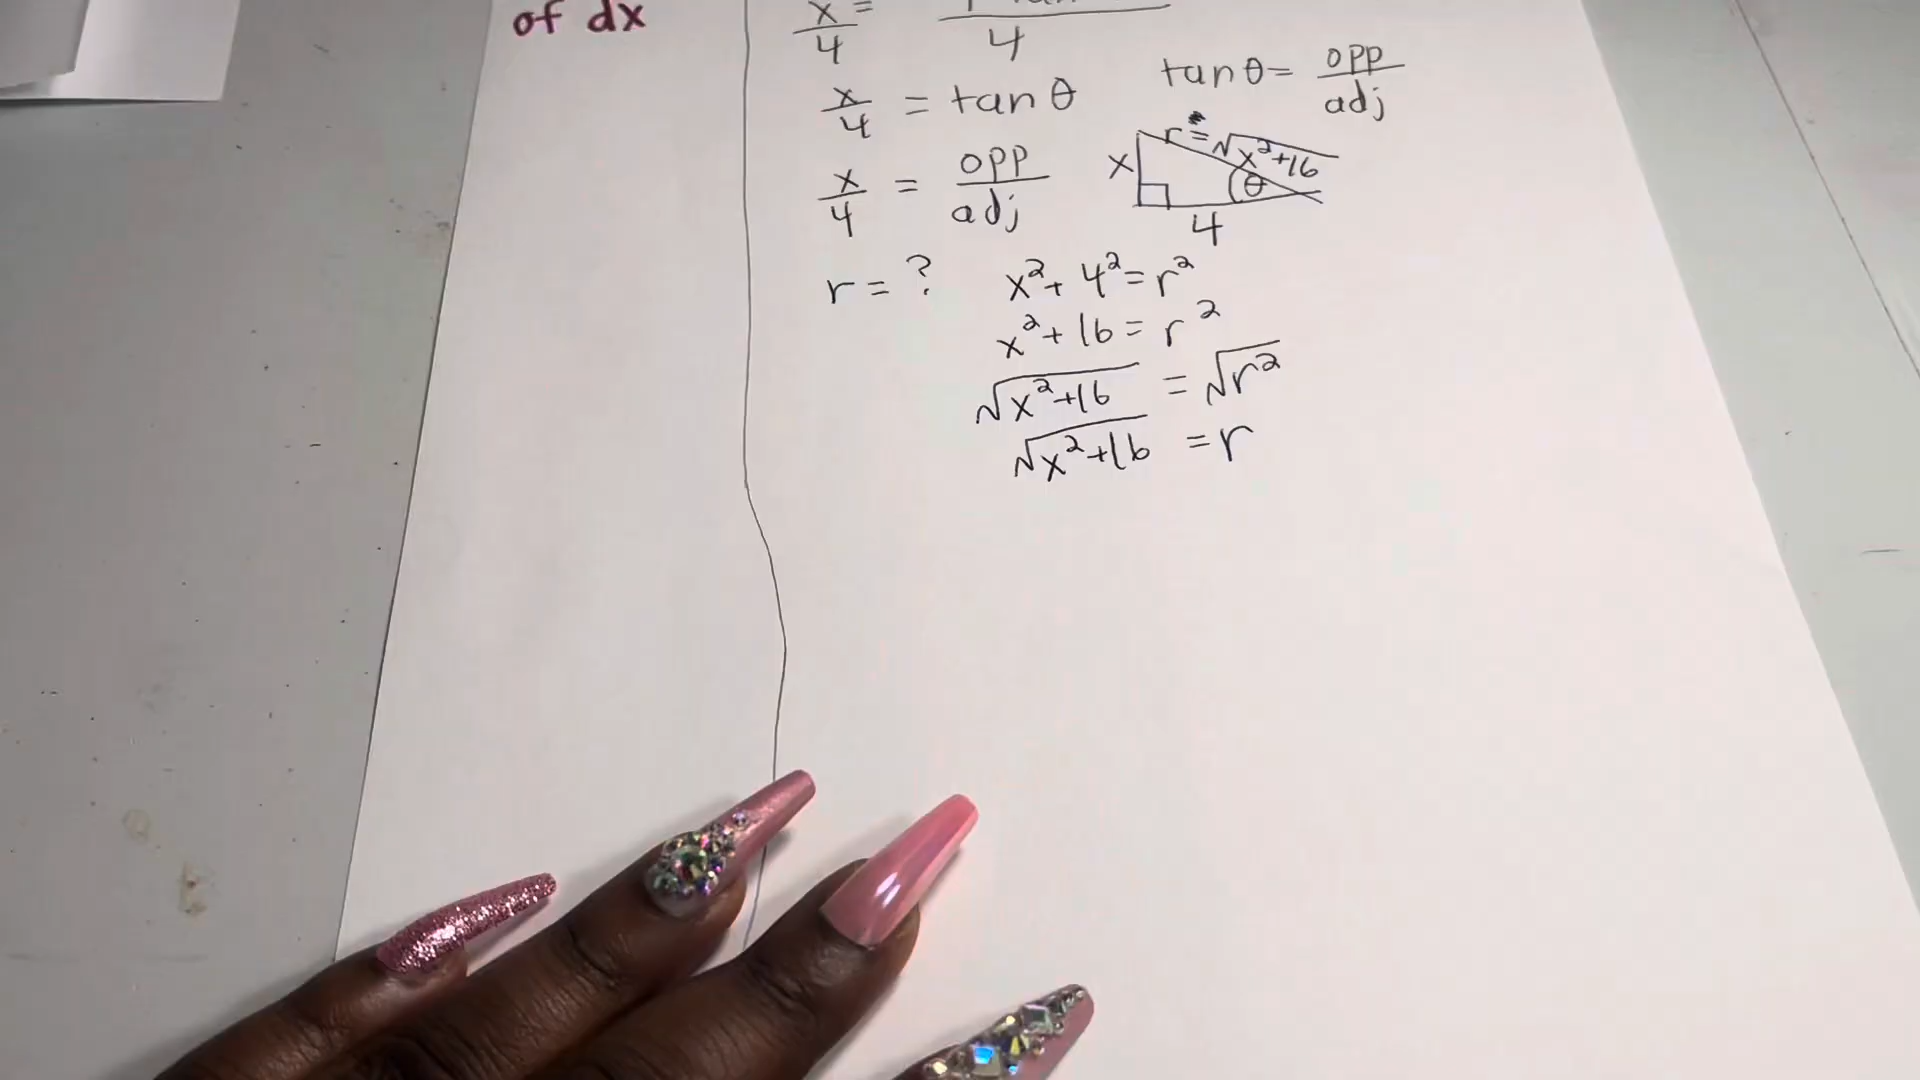 of dx
x/4 =
4
x/4 = tan θ
tan θ = opp/adj
x/4 = opp/adj
r = √x²+16
x
θ
4
r = ?
x² + 4² = r²
x² + 16 = r²
√x²+16 = √r²
√x²+16 = r